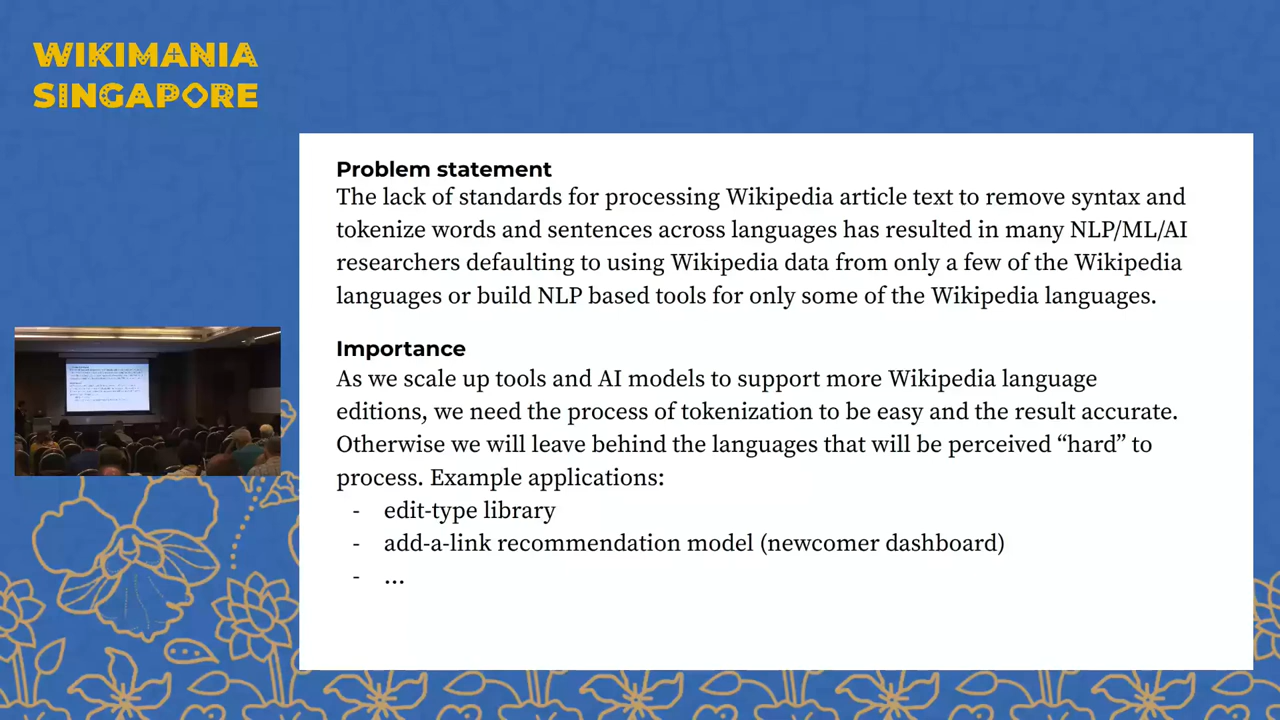 WIKIMANIA
SINGAPORE
Problem statement
The lack of standards for processing Wikipedia article text to remove syntax and
tokenize words and sentences across languages has resulted in many NLP/ML/AI
researchers defaulting to using Wikipedia data from only a few of the Wikipedia
languages or build NLP based tools for only some of the Wikipedia languages.
Importance
As we scale up tools and AI models to support more Wikipedia language
editions, we need the process of tokenization to be easy and the result accurate.
Otherwise we will leave behind the languages that will be perceived “hard” to
process. Example applications:
- edit-type library
- add-a-link recommendation model (newcomer dashboard)
- ...